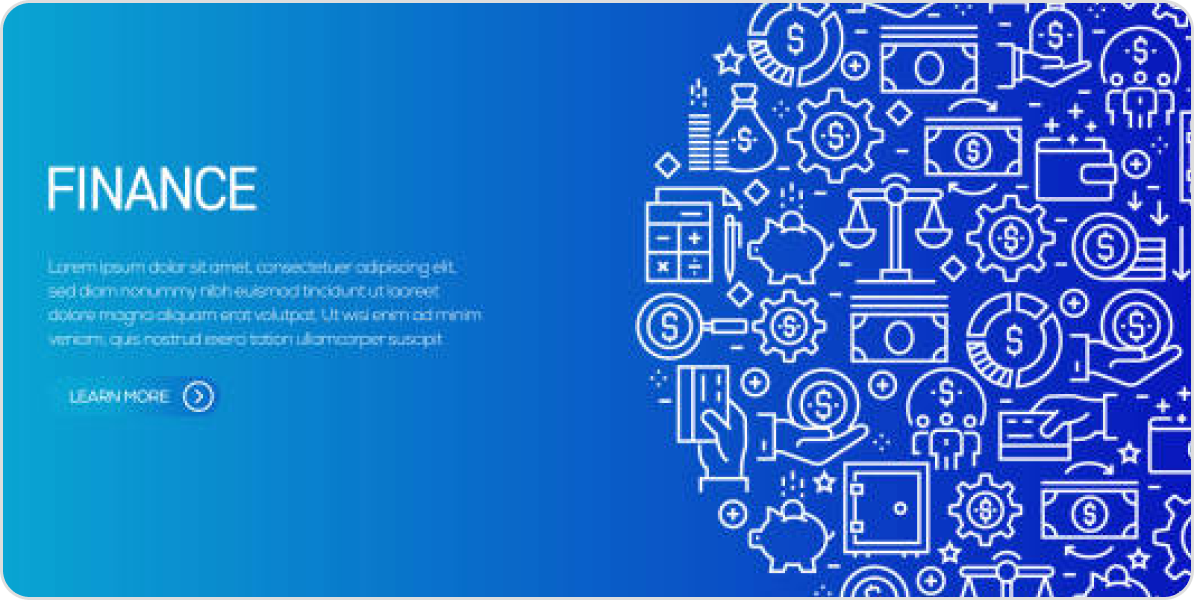 FINANCE
Lorem ipsum dolor sit amet, consectetuer adipiscing elit,
sed diam nonummy nibh euismod tincidunt ut laoreet
dolore magna aliquam erat volutpat. Ut wisi enim ad minim
veniam, quis nostrud exerci tation ullamcorper suscipit
LEARN MORE